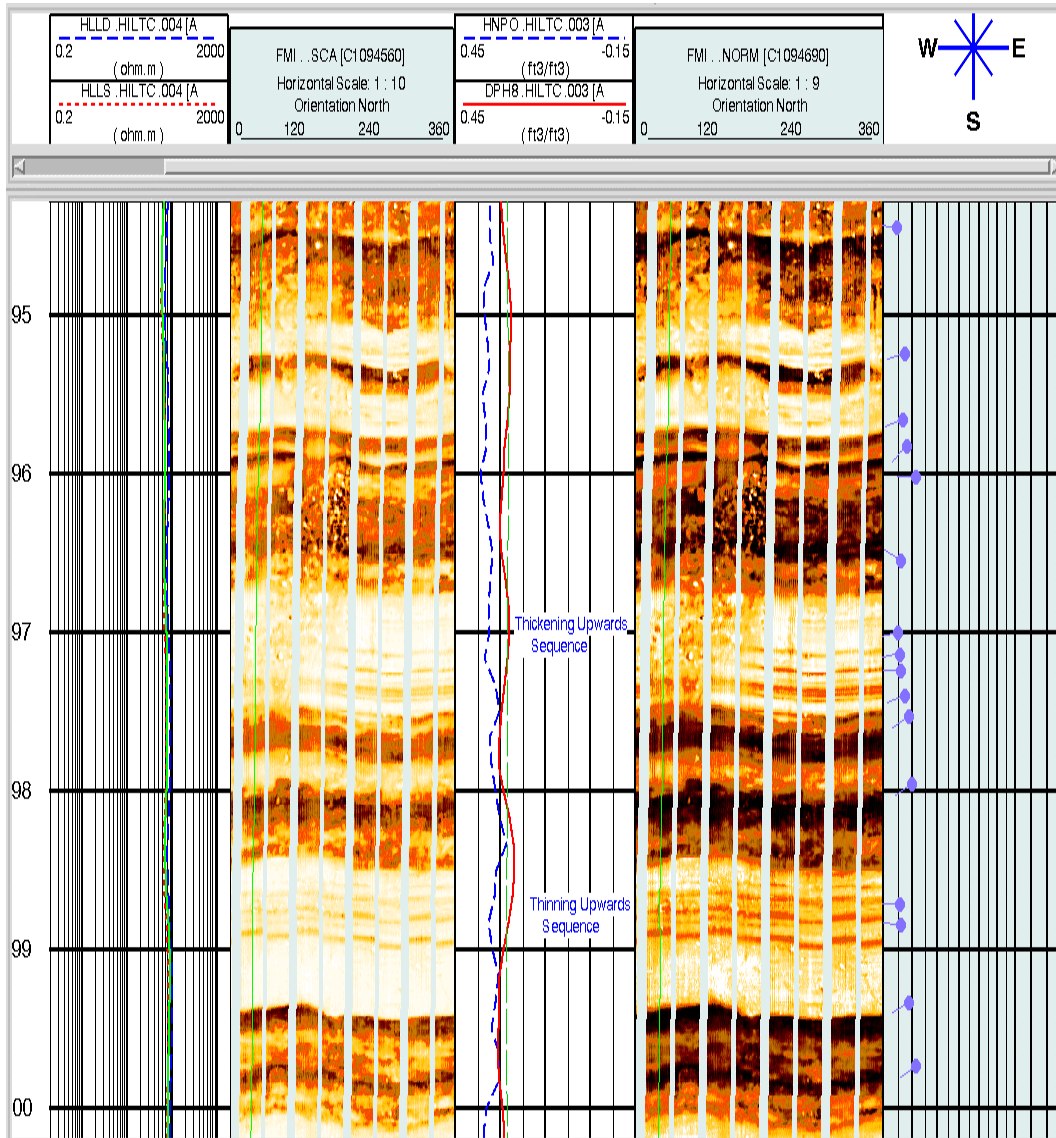 HLLD .HILTC.004 [A
0.2 2000
( ohm.m )
HLLS .HILTC.004 [A
0.2 2000
( ohm.m )
FMI . .SCA [C1094560]
Horizontal Scale: 1 : 10
Orientation North
0 120 240 360
HNPO .HILTC.003 [A
0.45 -0.15
(ft3/ft3)
DPH8 .HILTC.003 [A
0.45 -0.15
(ft3/ft3)
FMI . .NORM [C1094690]
Horizontal Scale: 1 : 9
Orientation North
0 120 240 360
W E
S
95
96
97
Thickening Upwards
Sequence
98
Thinning Upwards
Sequence
99
00